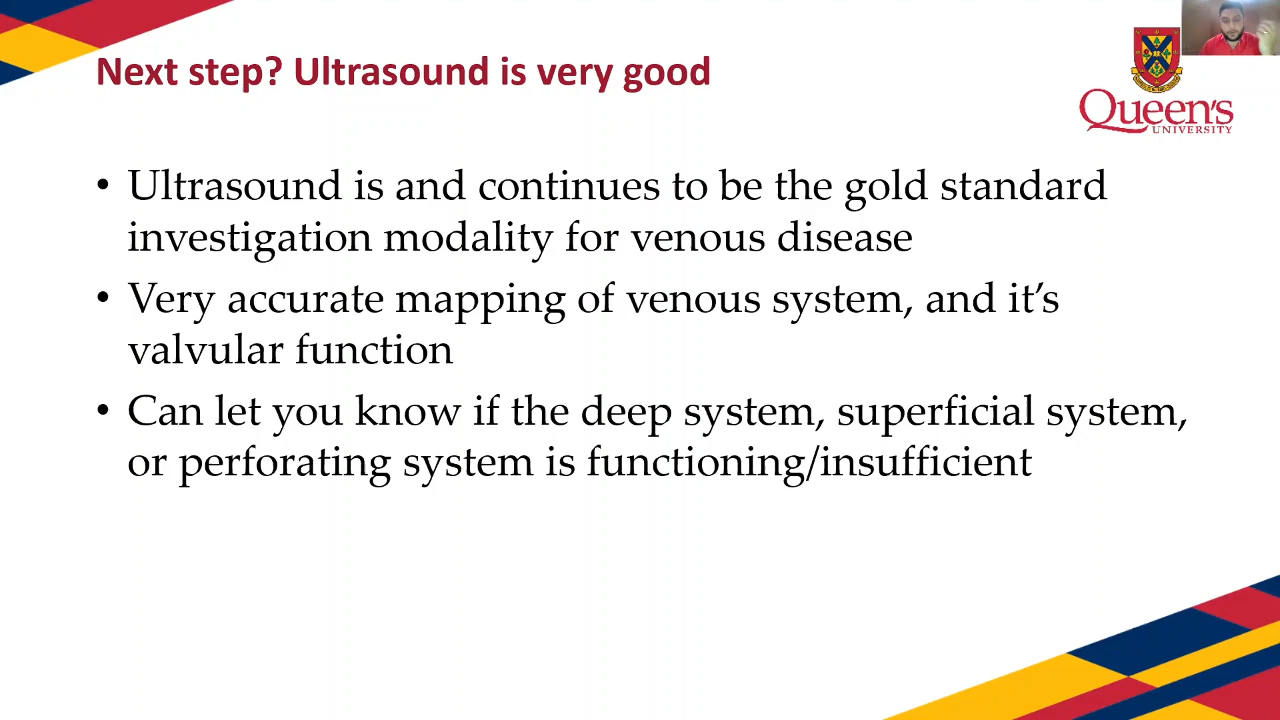 Next step? Ultrasound is very good
Queen's
UNIVERSITY
• Ultrasound is and continues to be the gold standard
investigation modality for venous disease
• Very accurate mapping of venous system, and it’s
valvular function
• Can let you know if the deep system, superficial system,
or perforating system is functioning/insufficient